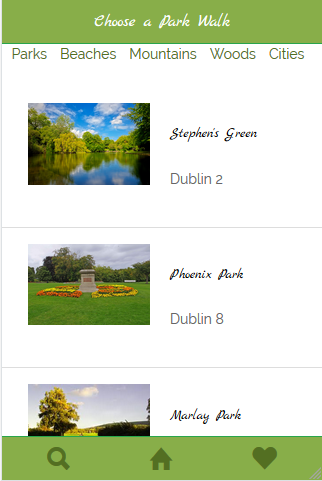 Choose a Park Walk
Parks Beaches Mountains Woods Cities
Stephen's Green
Dublin 2
Phoenix Park
Dublin 8
Marlay Park